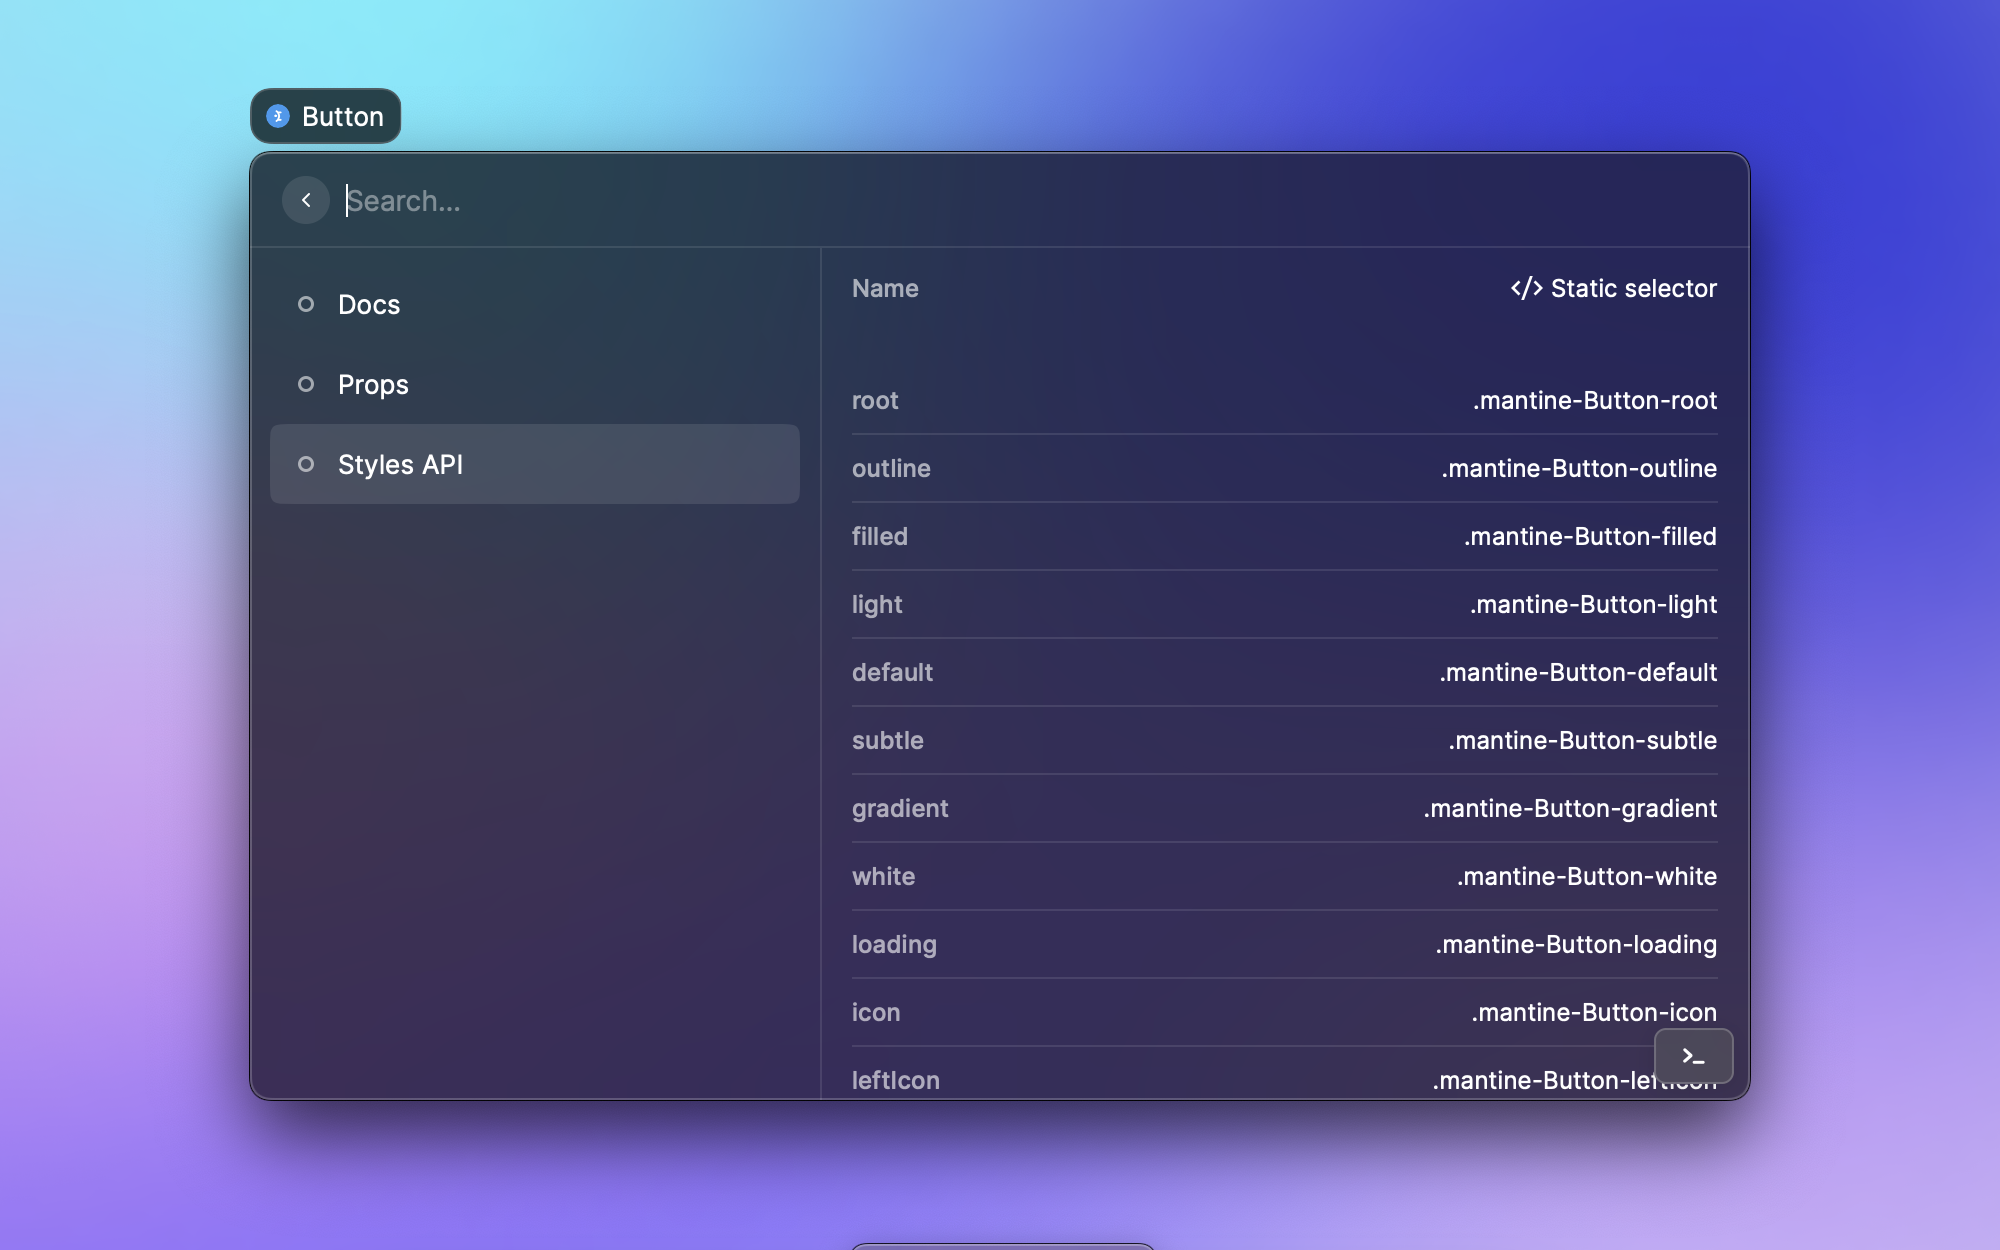 Button
Search...
Docs
Props
Styles API
Name </> Static selector
root .mantine-Button-root
outline .mantine-Button-outline
filled .mantine-Button-filled
light .mantine-Button-light
default .mantine-Button-default
subtle .mantine-Button-subtle
gradient .mantine-Button-gradient
white .mantine-Button-white
loading .mantine-Button-loading
icon .mantine-Button-icon
leftIcon .mantine-Button-leftIcon